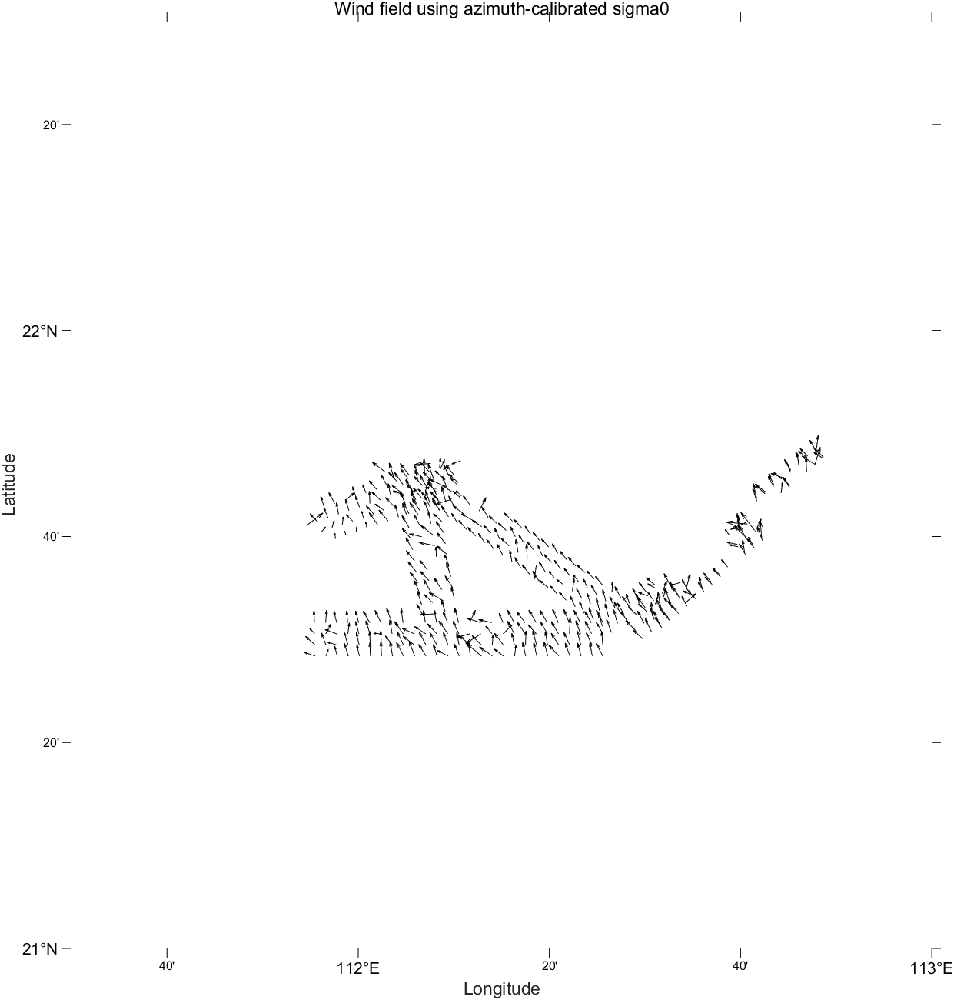 Wind field using azimuth-calibrated sigma0
20'
22°N
Latitude
40'
20'
21°N
40'
112°E
20'
40'
113°E
Longitude